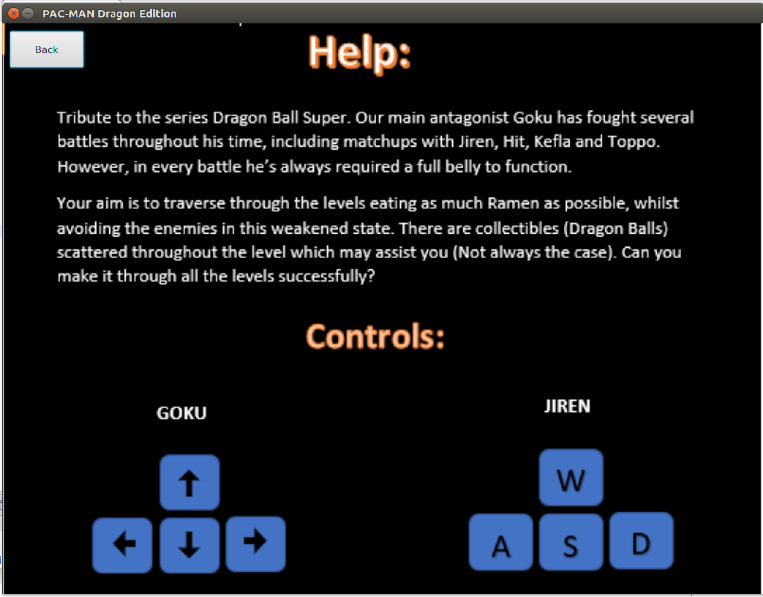 PAC-MAN Dragon Edition
Back
Help:
Tribute to the series Dragon Ball Super. Our main antagonist Goku has fought several
battles throughout his time, including matchups with Jiren, Hit, Kefla and Toppo.
However, in every battle he's always required a full belly to function.
Your aim is to traverse through the levels eating as much Ramen as possible, whilst
avoiding the enemies in this weakened state. There are collectibles (Dragon Balls)
scattered throughout the level which may assist you (Not always the case). Can you
make it through all the levels successfully?
Controls:
GOKU
JIREN
↑
W
← ↓ →
A S D